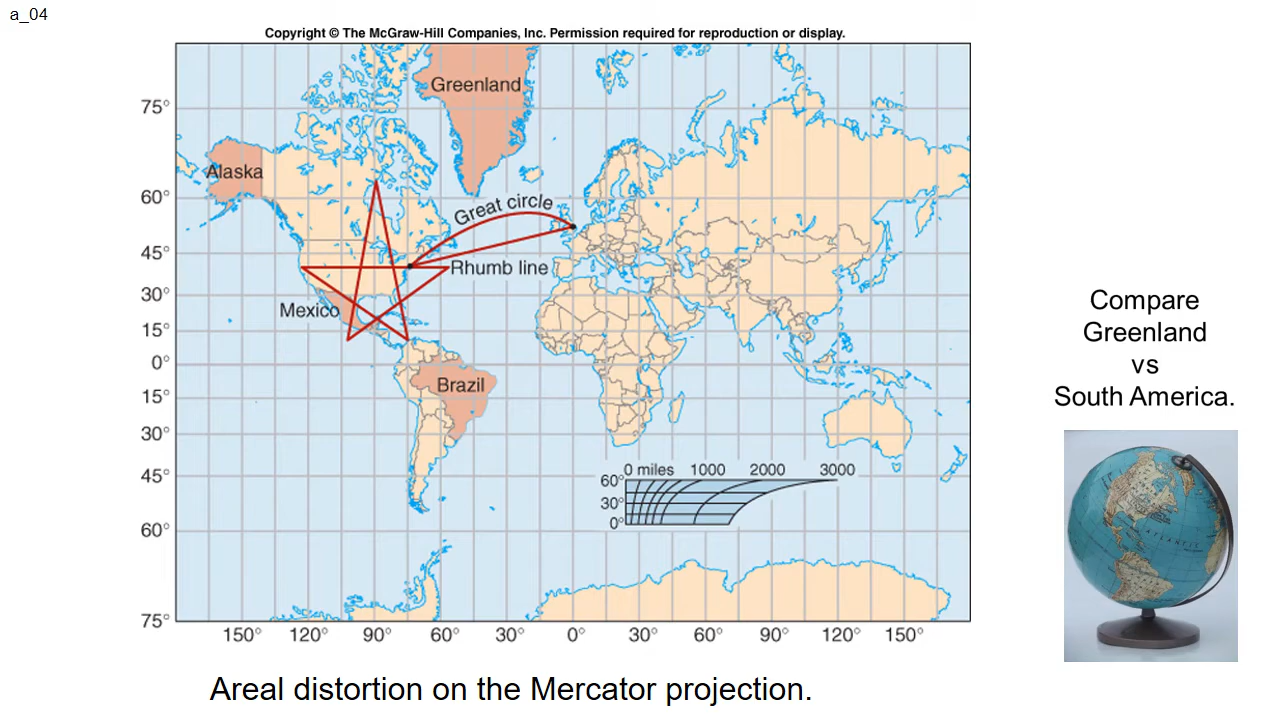 a_04
Copyright © The McGraw-Hill Companies, Inc. Permission required for reproduction or display.
Greenland
75°
Alaska
60°
Great circle
45°
Rhumb line
30°
Mexico
15°
0°
Brazil
15°
30°
45°
0 miles 1000 2000 3000
60°
30°
0°
60°
75°
150° 120° 90° 60° 30° 0° 30° 60° 90° 120° 150°
Compare
Greenland
vs
South America.
ATLANTIC
Areal distortion on the Mercator projection.